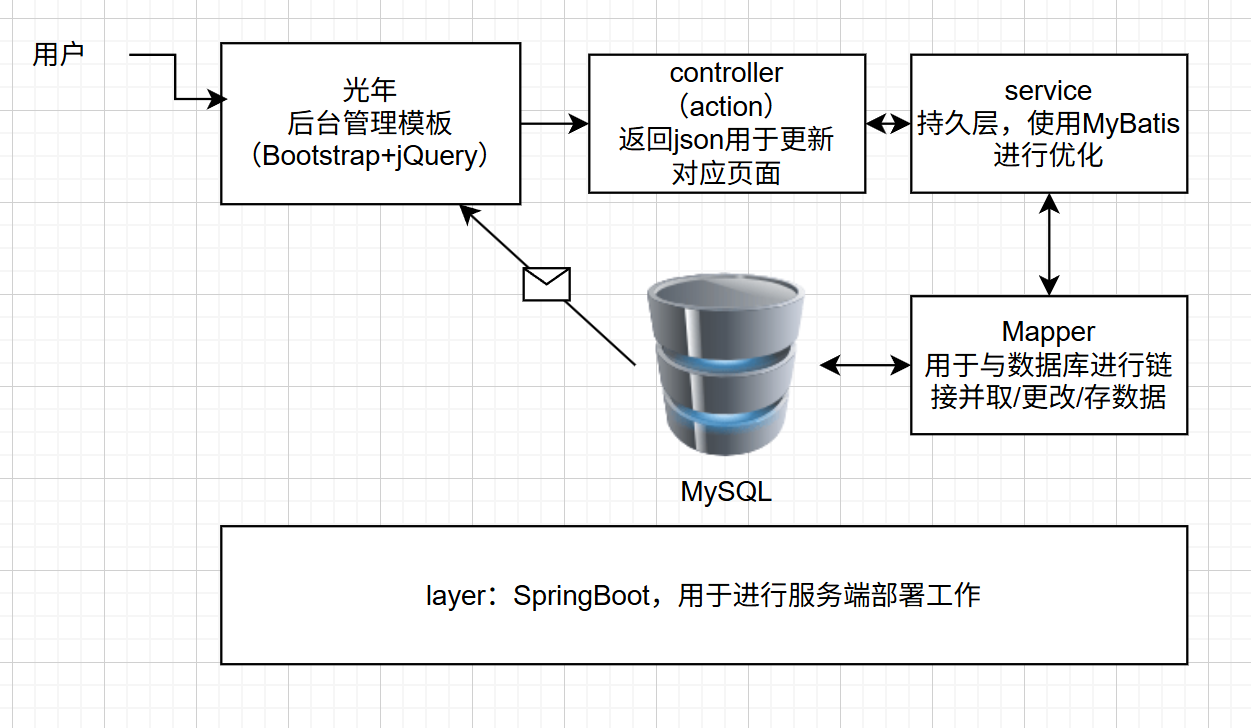 用户
光年
后台管理模板
（Bootstrap+jQuery）
controller
（action）
返回json用于更新
对应页面
service
持久层，使用MyBatis
进行优化
Mapper
用于与数据库进行链
接并取/更改/存数据
MySQL
layer：SpringBoot，用于进行服务端部署工作